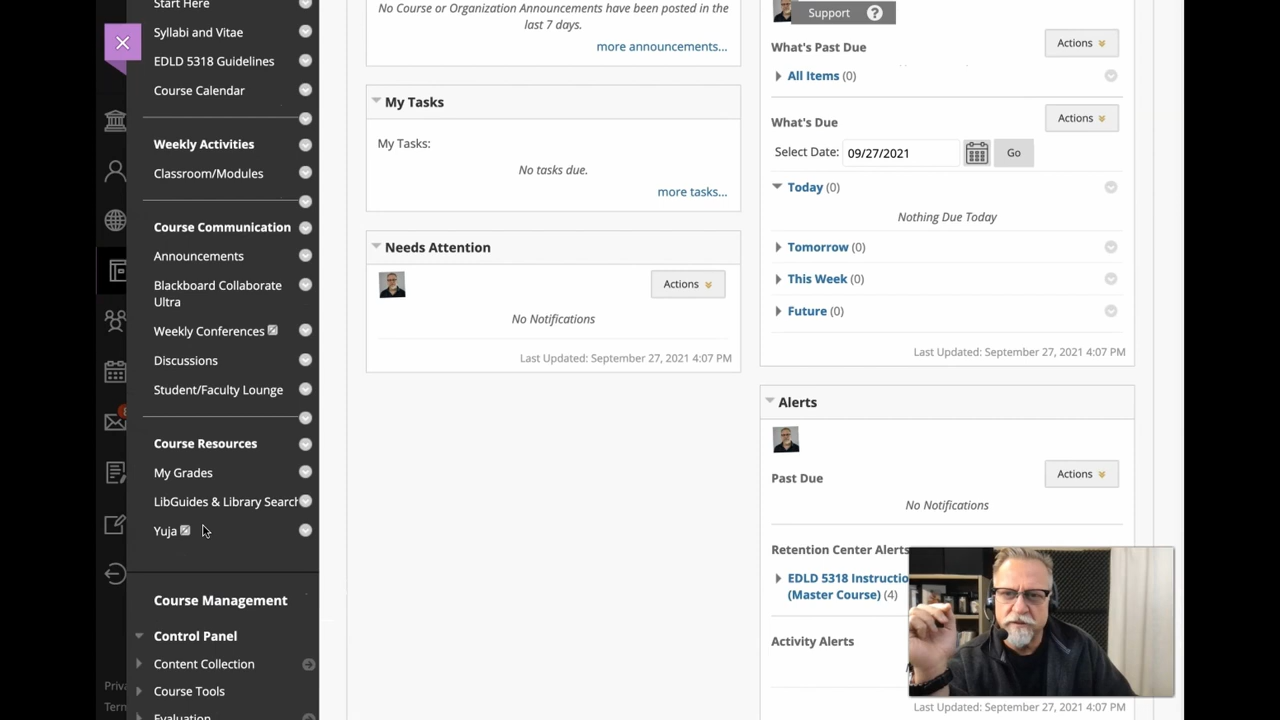 Start Here
Syllabi and Vitae
EDLD 5318 Guidelines
Course Calendar
Weekly Activities
Classroom/Modules
Course Communication
Announcements
Blackboard Collaborate
Ultra
Weekly Conferences
Discussions
Student/Faculty Lounge
Course Resources
My Grades
LibGuides & Library Search
Yuja
Course Management
Control Panel
Content Collection
Course Tools
Evaluation
No Course or Organization Announcements have been posted in the
last 7 days.
more announcements...
My Tasks
My Tasks:
No tasks due.
more tasks...
Needs Attention
Actions
No Notifications
Last Updated: September 27, 2021 4:07 PM
Support ?
What's Past Due
Actions
All Items (0)
What's Due
Actions
Select Date: 09/27/2021 Go
Today (0)
Nothing Due Today
Tomorrow (0)
This Week (0)
Future (0)
Last Updated: September 27, 2021 4:07 PM
Alerts
Past Due
Actions
No Notifications
Retention Center Alerts
EDLD 5318
(Master Course) (4)
Activity Alerts
Last Updated: September 27, 2021 4:07 PM